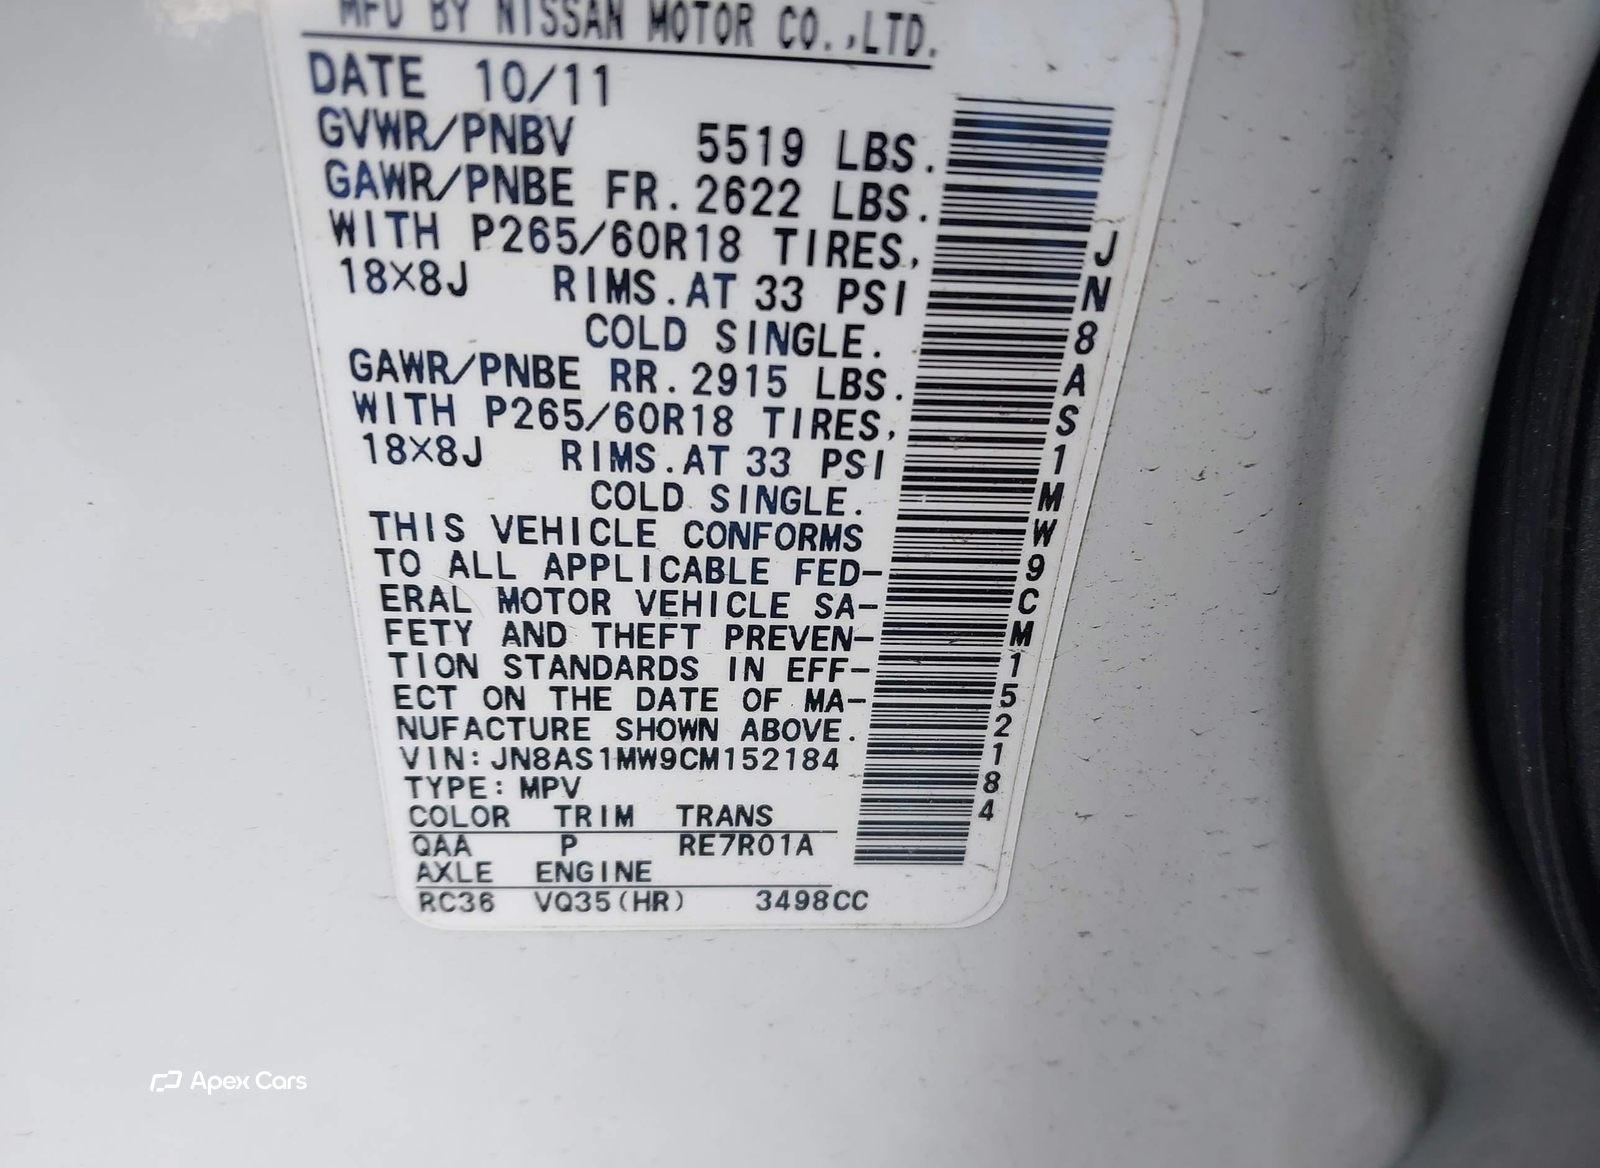 MFD BY NISSAN MOTOR CO.,LTD.
DATE 10/11
GVWR/PNBV 5519 LBS.
GAWR/PNBE FR. 2622 LBS.
WITH P265/60R18 TIRES,
18X8J RIMS. AT 33 PSI
COLD SINGLE.
GAWR/PNBE RR. 2915 LBS.
WITH P265/60R18 TIRES,
18X8J RIMS. AT 33 PSI
COLD SINGLE.
THIS VEHICLE CONFORMS
TO ALL APPLICABLE FED-
ERAL MOTOR VEHICLE SA-
FETY AND THEFT PREVEN-
TION STANDARDS IN EFF-
ECT ON THE DATE OF MA-
NUFACTURE SHOWN ABOVE.
VIN: JN8AS1MW9CM152184
TYPE: MPV
COLOR TRIM TRANS
QAA P RE7R01A
AXLE ENGINE
RC36 VQ35(HR) 3498CC
JN8AS1MW9CM152184
Apex Cars